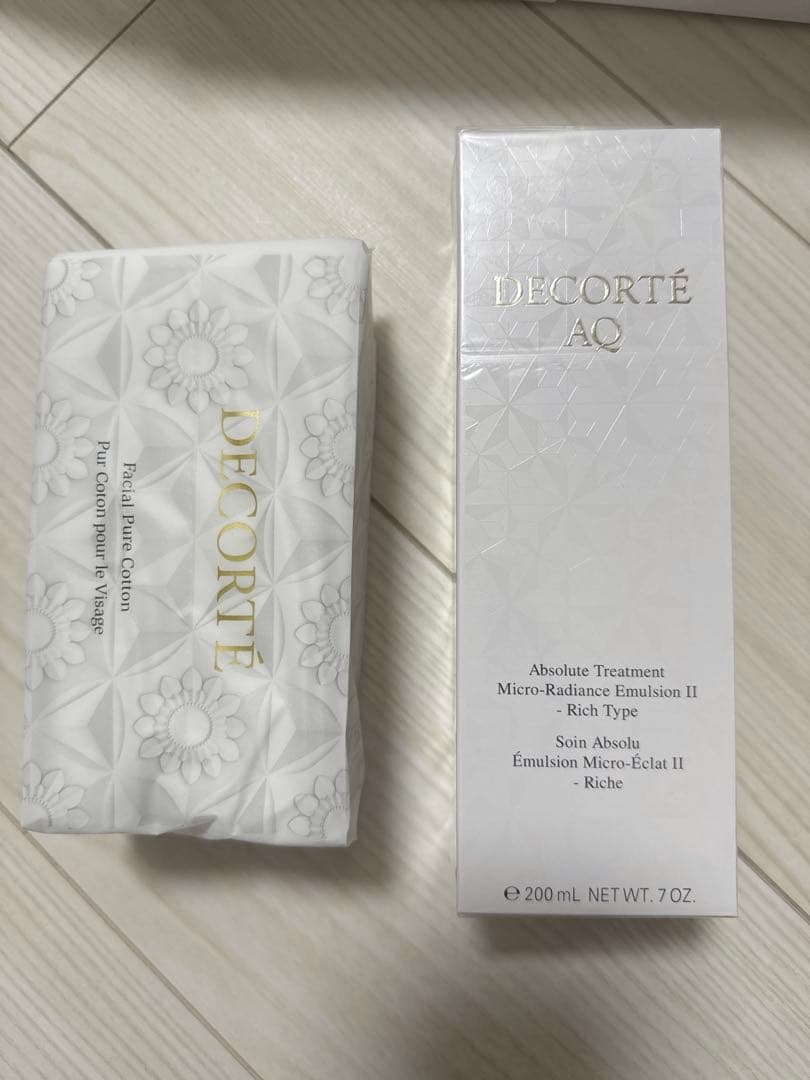 DECORTÉ
Facial Pure Cotton
Pur Coton pour le Visage
DECORTÉ
AQ
Absolute Treatment
Micro-Radiance Emulsion II
- Rich Type
Soin Absolu
Émulsion Micro-Éclat II
- Riche
℮ 200 mL NET WT. 7 OZ.